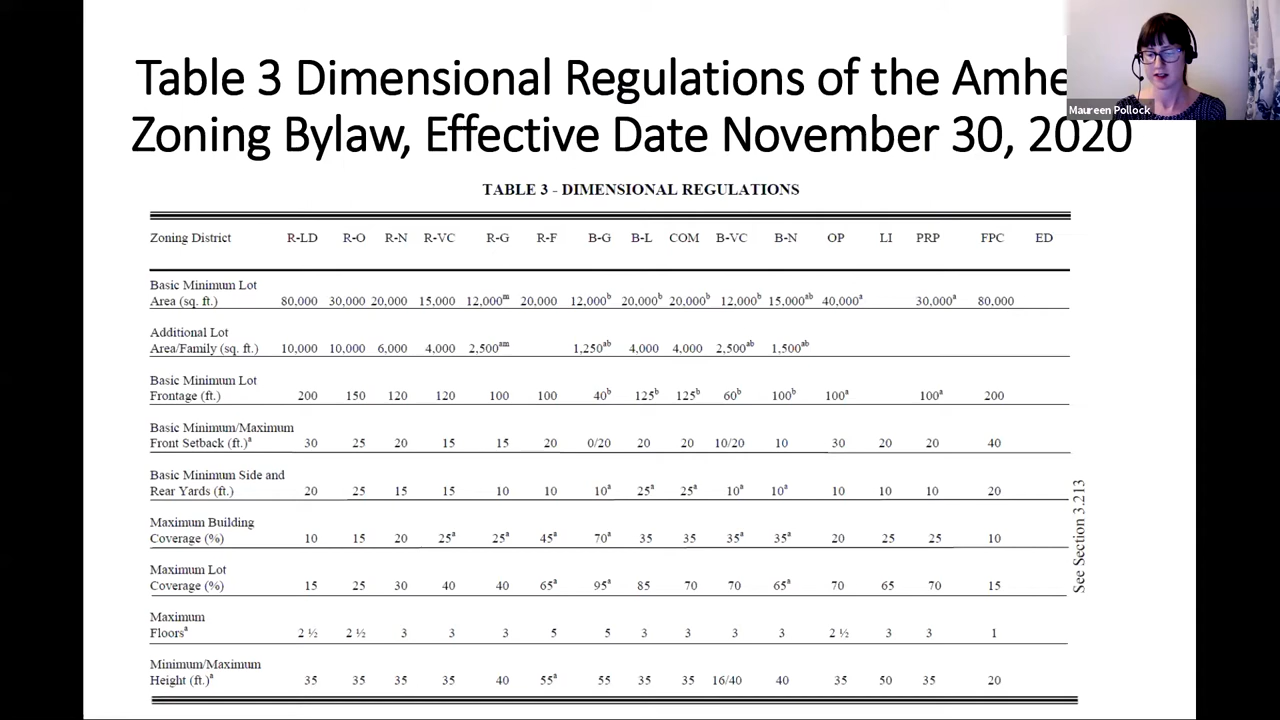 Table 3 Dimensional Regulations of the Amhe
Maureen Pollock
Zoning Bylaw, Effective Date November 30, 2020
TABLE 3 - DIMENSIONAL REGULATIONS
Zoning District R-LD R-O R-N R-VC R-G R-F B-G B-L COM B-VC B-N OP LI PRP FPC ED
Basic Minimum Lot
Area (sq. ft.) 80,000 30,000 20,000 15,000 12,000ᵐ 20,000 12,000ᵇ 20,000ᵇ 20,000ᵇ 12,000ᵇ 15,000ᵃᵇ 40,000ᵃ 30,000ᵃ 80,000
Additional Lot
Area/Family (sq. ft.) 10,000 10,000 6,000 4,000 2,500ᵃᵐ 1,250ᵃᵇ 4,000 4,000 2,500ᵃᵇ 1,500ᵃᵇ
Basic Minimum Lot
Frontage (ft.) 200 150 120 120 100 100 40ᵇ 125ᵇ 125ᵇ 60ᵇ 100ᵇ 100ᵃ 100ᵃ 200
Basic Minimum/Maximum
Front Setback (ft.)ᵃ 30 25 20 15 15 20 0/20 20 20 10/20 10 30 20 20 40
Basic Minimum Side and
Rear Yards (ft.) 20 25 15 15 10 10 10ᵃ 25ᵃ 25ᵃ 10ᵃ 10ᵃ 10 10 10 20
Maximum Building
Coverage (%) 10 15 20 25ᵃ 25ᵃ 45ᵃ 70ᵃ 35 35 35ᵃ 35ᵃ 20 25 25 10
Maximum Lot
Coverage (%) 15 25 30 40 40 65ᵃ 95ᵃ 85 70 70 65ᵃ 70 65 70 15
Maximum
Floorsᵃ 2 ½ 2 ½ 3 3 3 5 5 3 3 3 3 2 ½ 3 3 1
Minimum/Maximum
Height (ft.)ᵃ 35 35 35 35 40 55ᵃ 55 35 35 16/40 40 35 50 35 20
See Section 3.213